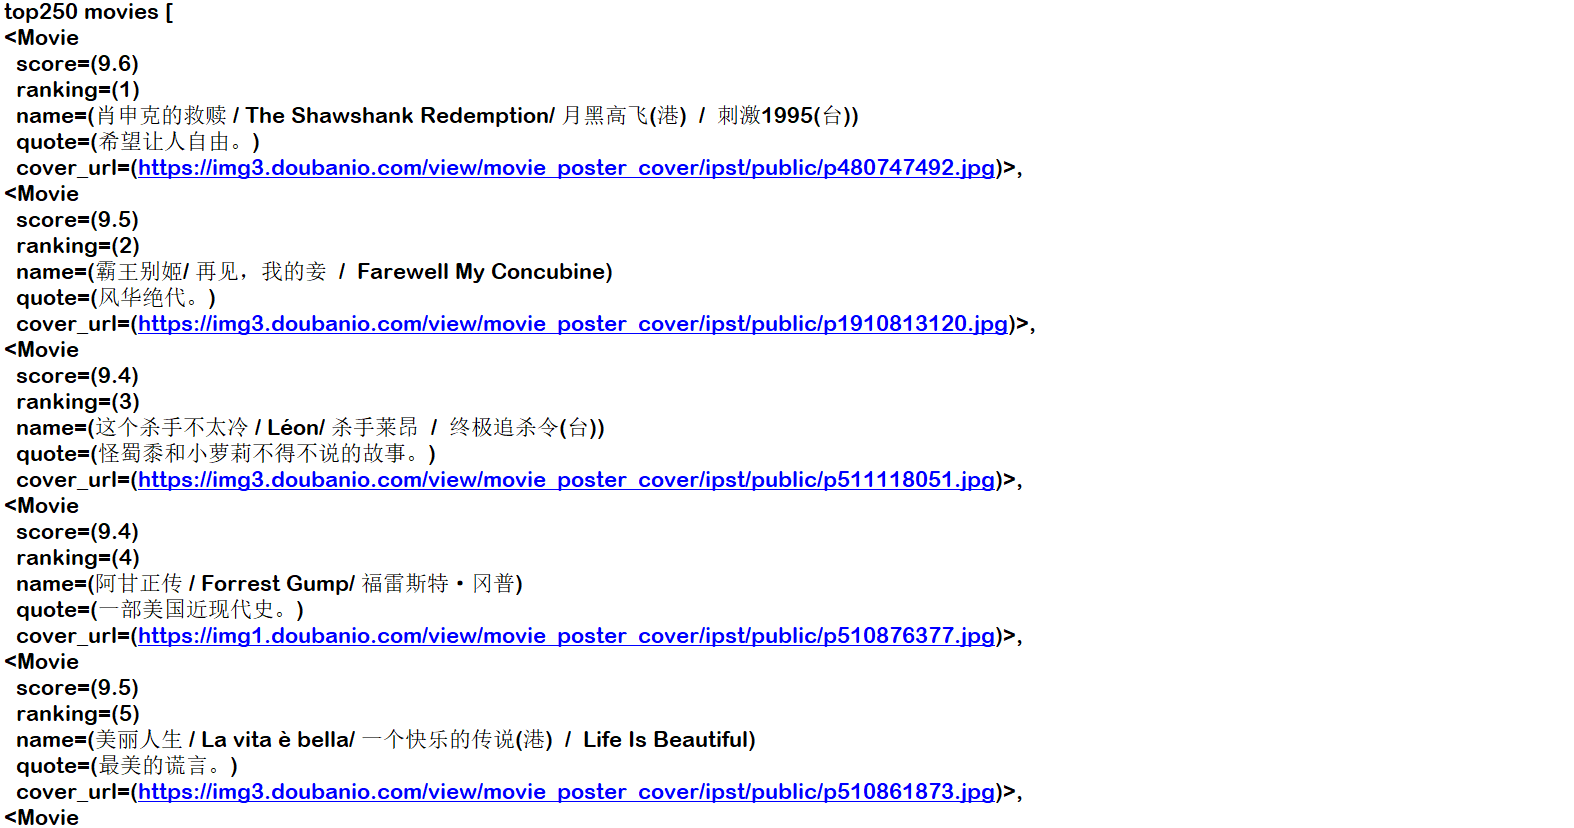 top250 movies [
<Movie
score=(9.6)
ranking=(1)
name=(肖申克的救赎 / The Shawshank Redemption/ 月黑高飞(港)  /  刺激1995(台))
quote=(希望让人自由。)
cover_url=(https://img3.doubanio.com/view/movie_poster_cover/ipst/public/p480747492.jpg)>,
<Movie
score=(9.5)
ranking=(2)
name=(霸王别姬/ 再见，我的妾  /  Farewell My Concubine)
quote=(风华绝代。)
cover_url=(https://img3.doubanio.com/view/movie_poster_cover/ipst/public/p1910813120.jpg)>,
<Movie
score=(9.4)
ranking=(3)
name=(这个杀手不太冷 / Léon/ 杀手莱昂  /  终极追杀令(台))
quote=(怪蜀黍和小萝莉不得不说的故事。)
cover_url=(https://img3.doubanio.com/view/movie_poster_cover/ipst/public/p511118051.jpg)>,
<Movie
score=(9.4)
ranking=(4)
name=(阿甘正传 / Forrest Gump/ 福雷斯特·冈普)
quote=(一部美国近现代史。)
cover_url=(https://img1.doubanio.com/view/movie_poster_cover/ipst/public/p510876377.jpg)>,
<Movie
score=(9.5)
ranking=(5)
name=(美丽人生 / La vita è bella/ 一个快乐的传说(港)  /  Life Is Beautiful)
quote=(最美的谎言。)
cover_url=(https://img3.doubanio.com/view/movie_poster_cover/ipst/public/p510861873.jpg)>,
<Movie